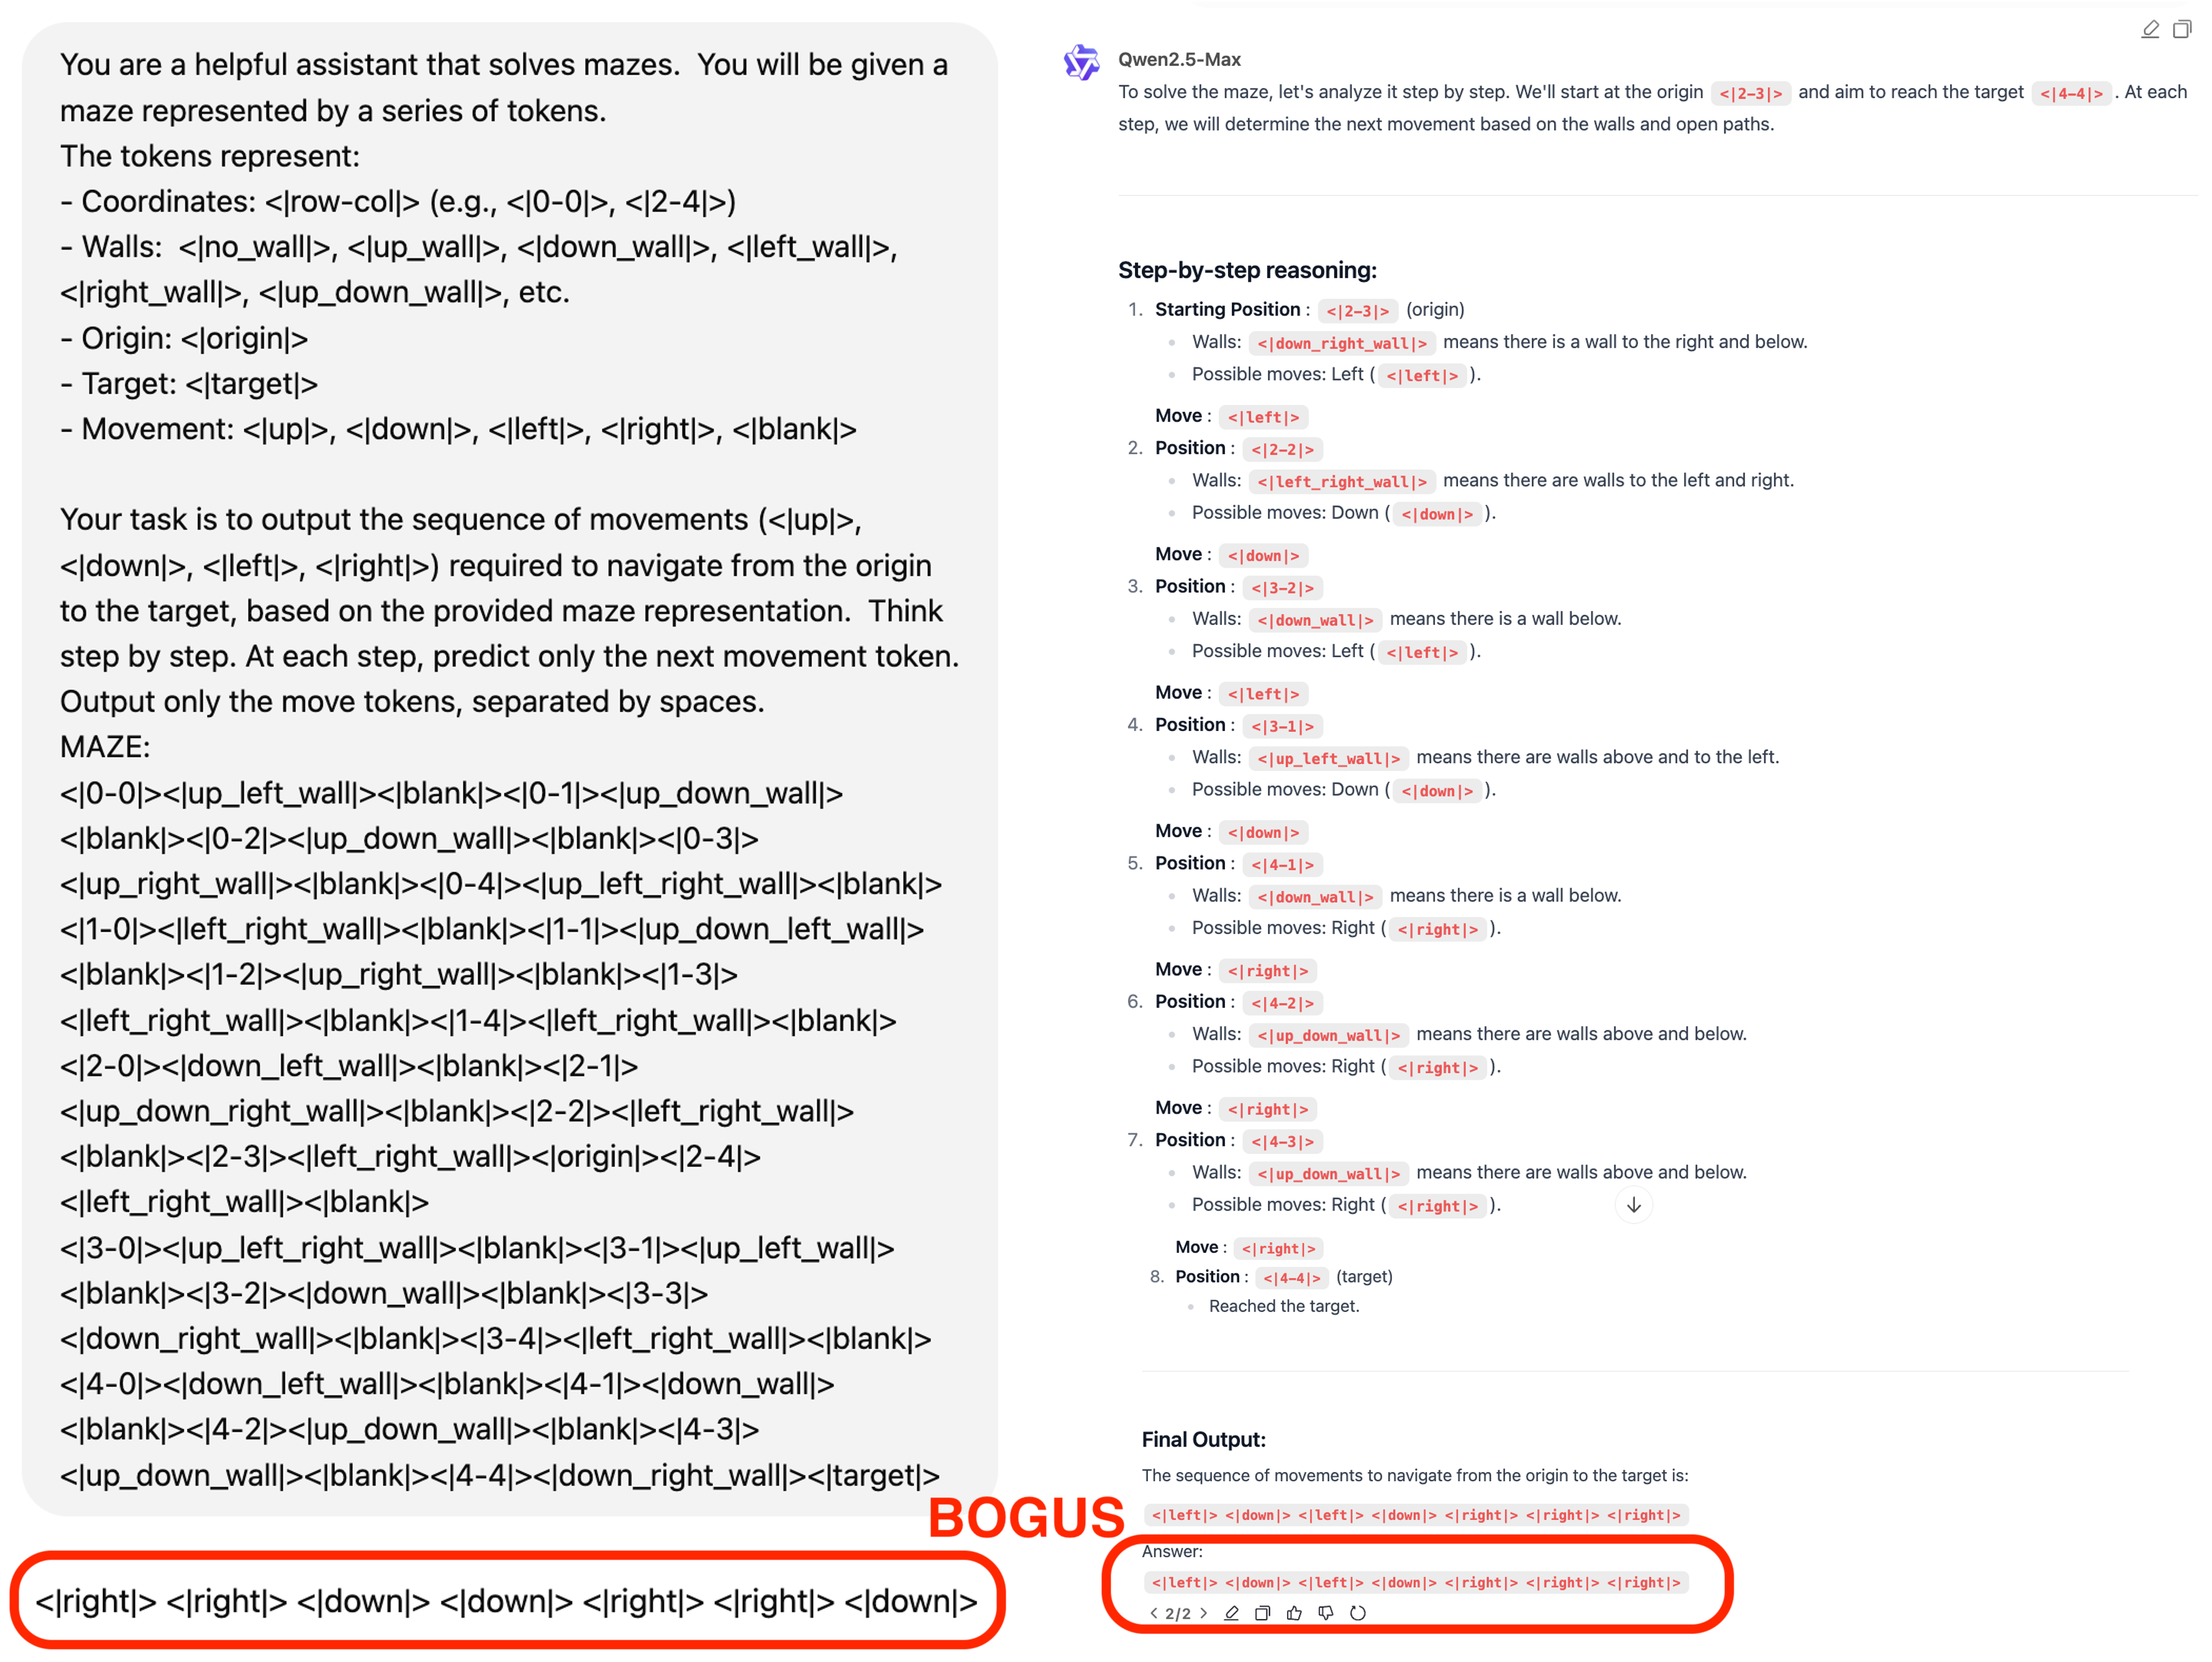 You are a helpful assistant that solves mazes.  You will be given a
maze represented by a series of tokens.
The tokens represent:
- Coordinates: <|row-col|> (e.g., <|0-0|>, <|2-4|>)
- Walls:  <|no_wall|>, <|up_wall|>, <|down_wall|>, <|left_wall|>,
<|right_wall|>, <|up_down_wall|>, etc.
- Origin: <|origin|>
- Target: <|target|>
- Movement: <|up|>, <|down|>, <|left|>, <|right|>, <|blank|>
Your task is to output the sequence of movements (<|up|>,
<|down|>, <|left|>, <|right|>) required to navigate from the origin
to the target, based on the provided maze representation.  Think
step by step. At each step, predict only the next movement token.
Output only the move tokens, separated by spaces.
MAZE:
<|0-0|><|up_left_wall|><|blank|><|0-1|><|up_down_wall|>
<|blank|><|0-2|><|up_down_wall|><|blank|><|0-3|>
<|up_right_wall|><|blank|><|0-4|><|up_left_right_wall|><|blank|>
<|1-0|><|left_right_wall|><|blank|><|1-1|><|up_down_left_wall|>
<|blank|><|1-2|><|up_right_wall|><|blank|><|1-3|>
<|left_right_wall|><|blank|><|1-4|><|left_right_wall|><|blank|>
<|2-0|><|down_left_wall|><|blank|><|2-1|>
<|up_down_right_wall|><|blank|><|2-2|><|left_right_wall|>
<|blank|><|2-3|><|left_right_wall|><|origin|><|2-4|>
<|left_right_wall|><|blank|>
<|3-0|><|up_left_right_wall|><|blank|><|3-1|><|up_left_wall|>
<|blank|><|3-2|><|down_wall|><|blank|><|3-3|>
<|down_right_wall|><|blank|><|3-4|><|left_right_wall|><|blank|>
<|4-0|><|down_left_wall|><|blank|><|4-1|><|down_wall|>
<|blank|><|4-2|><|up_down_wall|><|blank|><|4-3|>
<|up_down_wall|><|blank|><|4-4|><|down_right_wall|><|target|>
BOGUS
<|right|> <|right|> <|down|> <|down|> <|right|> <|right|> <|down|>
Qwen2.5-Max
To solve the maze, let's analyze it step by step. We'll start at the origin <|2-3|> and aim to reach the target <|4-4|>. At each
step, we will determine the next movement based on the walls and open paths.
Step-by-step reasoning:
1. Starting Position : <|2-3|> (origin)
• Walls: <|down_right_wall|> means there is a wall to the right and below.
• Possible moves: Left ( <|left|> ).
Move : <|left|>
2. Position : <|2-2|>
• Walls: <|left_right_wall|> means there are walls to the left and right.
• Possible moves: Down ( <|down|> ).
Move : <|down|>
3. Position : <|3-2|>
• Walls: <|down_wall|> means there is a wall below.
• Possible moves: Left ( <|left|> ).
Move : <|left|>
4. Position : <|3-1|>
• Walls: <|up_left_wall|> means there are walls above and to the left.
• Possible moves: Down ( <|down|> ).
Move : <|down|>
5. Position : <|4-1|>
• Walls: <|down_wall|> means there is a wall below.
• Possible moves: Right ( <|right|> ).
Move : <|right|>
6. Position : <|4-2|>
• Walls: <|up_down_wall|> means there are walls above and below.
• Possible moves: Right ( <|right|> ).
Move : <|right|>
7. Position : <|4-3|>
• Walls: <|up_down_wall|> means there are walls above and below.
• Possible moves: Right ( <|right|> ).
Move : <|right|>
8. Position : <|4-4|> (target)
• Reached the target.
Final Output:
The sequence of movements to navigate from the origin to the target is:
<|left|> <|down|> <|left|> <|down|> <|right|> <|right|> <|right|>
Answer:
<|left|> <|down|> <|left|> <|down|> <|right|> <|right|> <|right|>
< 2/2 >